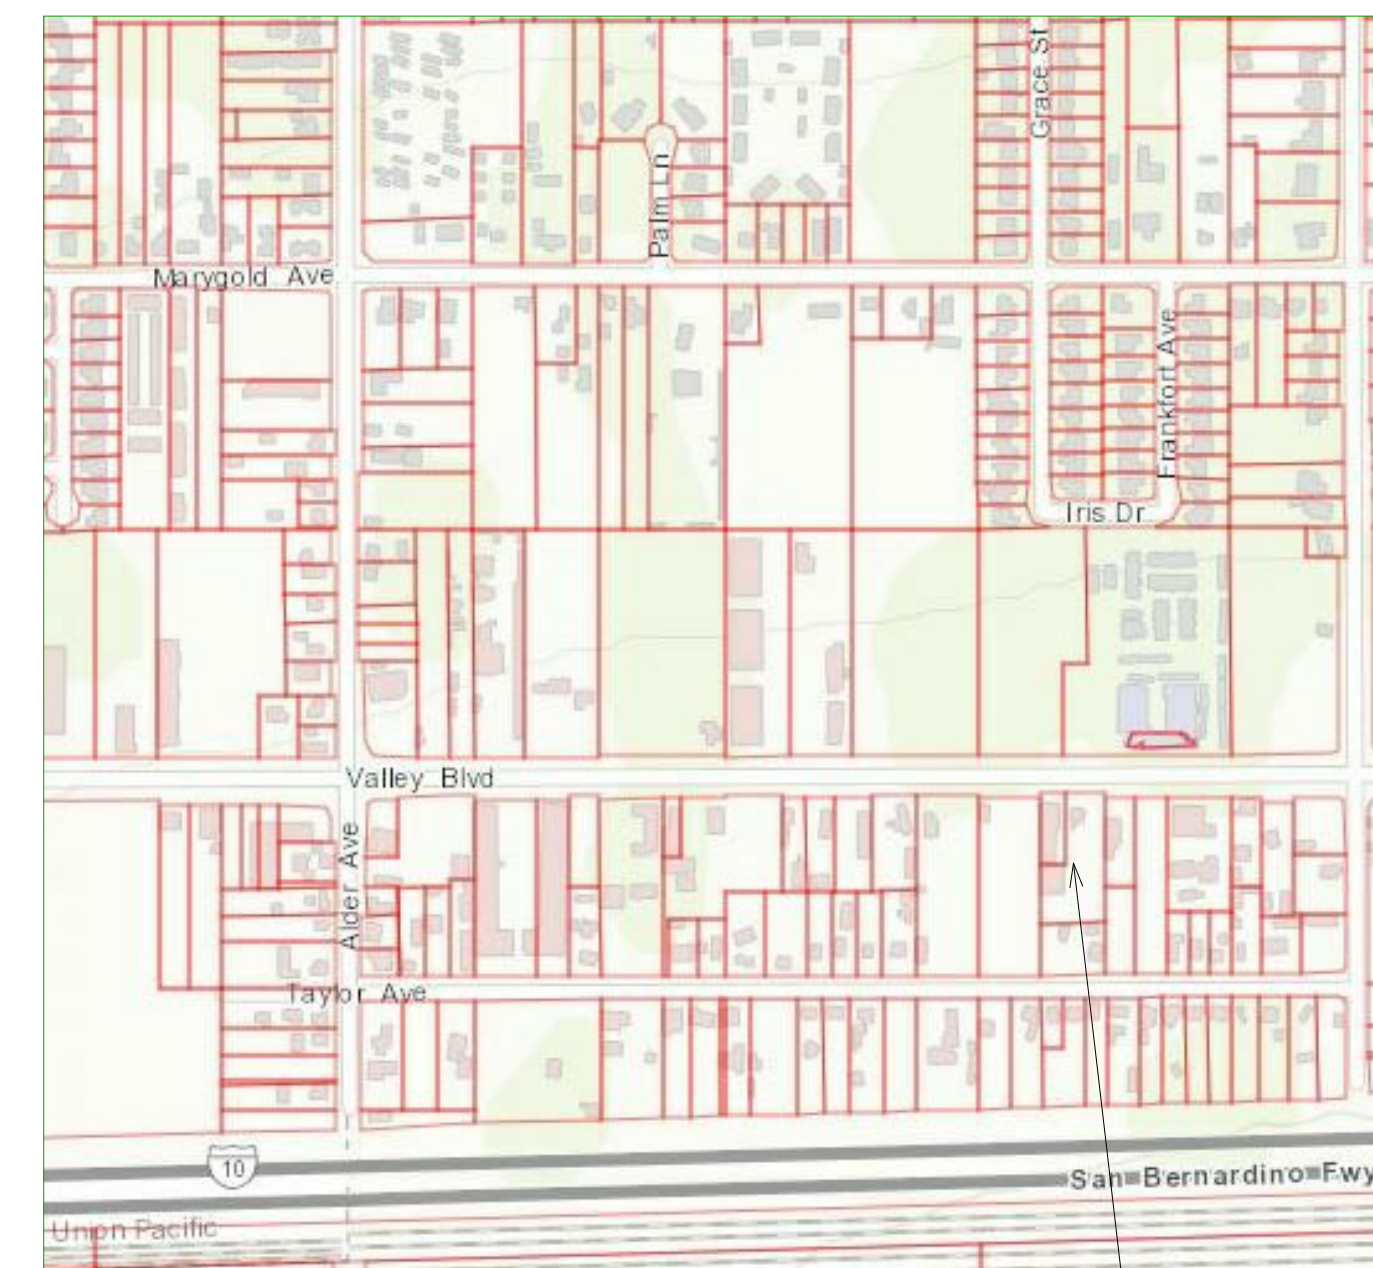 Grace St
Palm Ln
Marygold Ave
Frankfort Ave
Iris Dr
Valley Blvd
Alder Ave
Taylor Ave
10
San Bernardino Fwy
Union Pacific